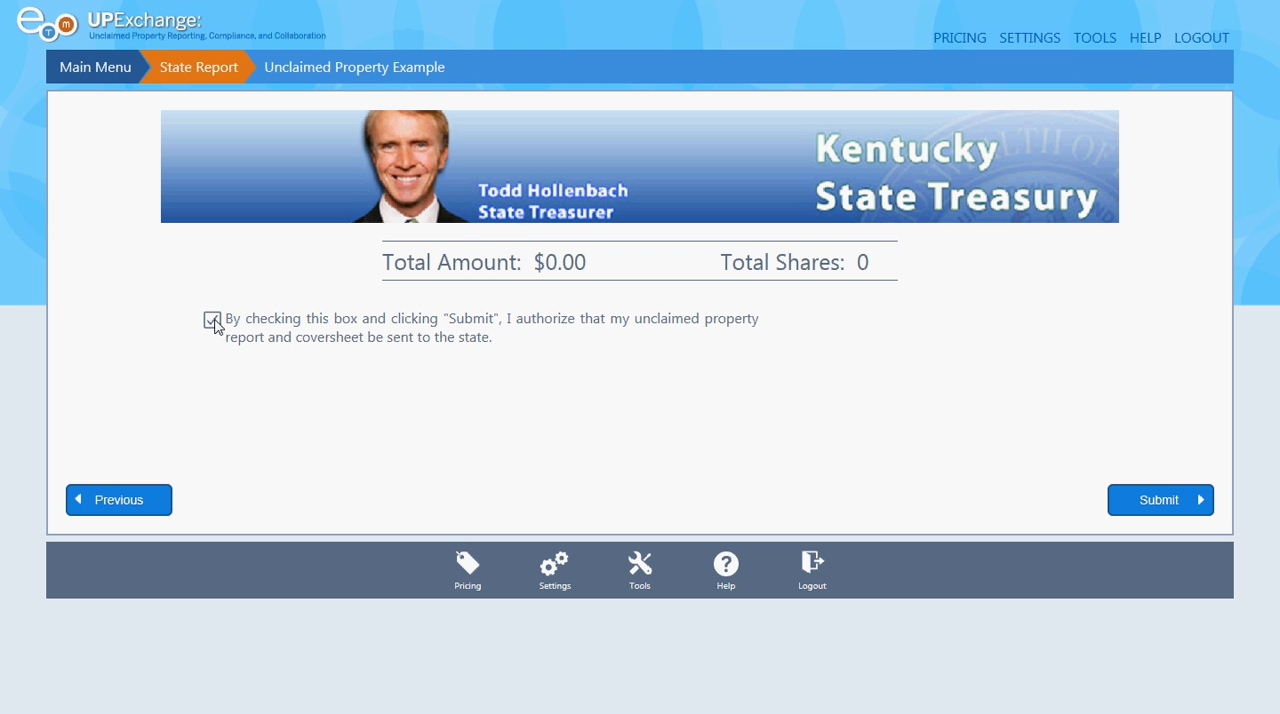 e T m UPExchange:
Unclaimed Property Reporting, Compliance, and Collaboration
PRICING SETTINGS TOOLS HELP LOGOUT
Main Menu State Report Unclaimed Property Example
Todd Hollenbach
State Treasurer
Kentucky
State Treasury
Total Amount: $0.00 Total Shares: 0
By checking this box and clicking "Submit", I authorize that my unclaimed property
report and coversheet be sent to the state.
Previous Submit
Pricing Settings Tools Help Logout